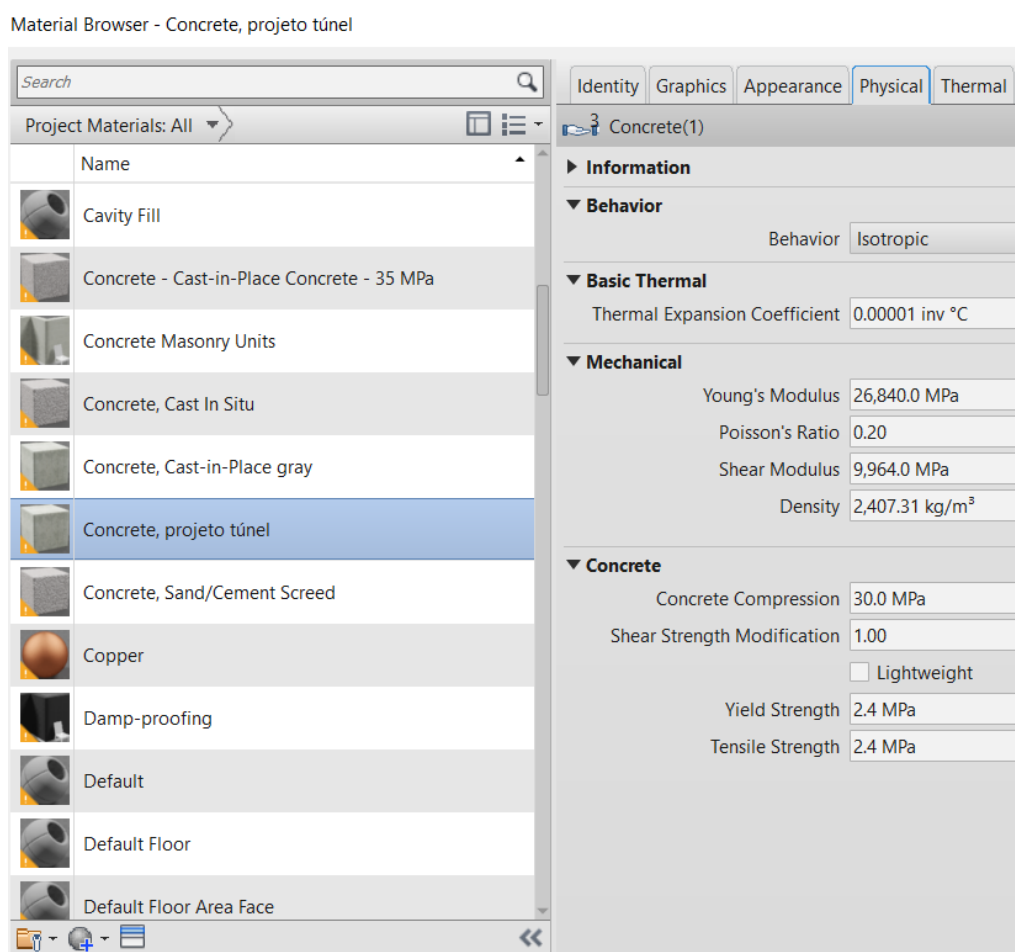 Material Browser - Concrete, projeto túnel
Search
Project Materials: All
Name
Cavity Fill
Concrete - Cast-in-Place Concrete - 35 MPa
Concrete Masonry Units
Concrete, Cast In Situ
Concrete, Cast-in-Place gray
Concrete, projeto túnel
Concrete, Sand/Cement Screed
Copper
Damp-proofing
Default
Default Floor
Default Floor Area Face
Identity Graphics Appearance Physical Thermal
3 Concrete(1)
Information
Behavior
Behavior Isotropic
Basic Thermal
Thermal Expansion Coefficient 0.00001 inv °C
Mechanical
Young's Modulus 26,840.0 MPa
Poisson's Ratio 0.20
Shear Modulus 9,964.0 MPa
Density 2,407.31 kg/m³
Concrete
Concrete Compression 30.0 MPa
Shear Strength Modification 1.00
Lightweight
Yield Strength 2.4 MPa
Tensile Strength 2.4 MPa